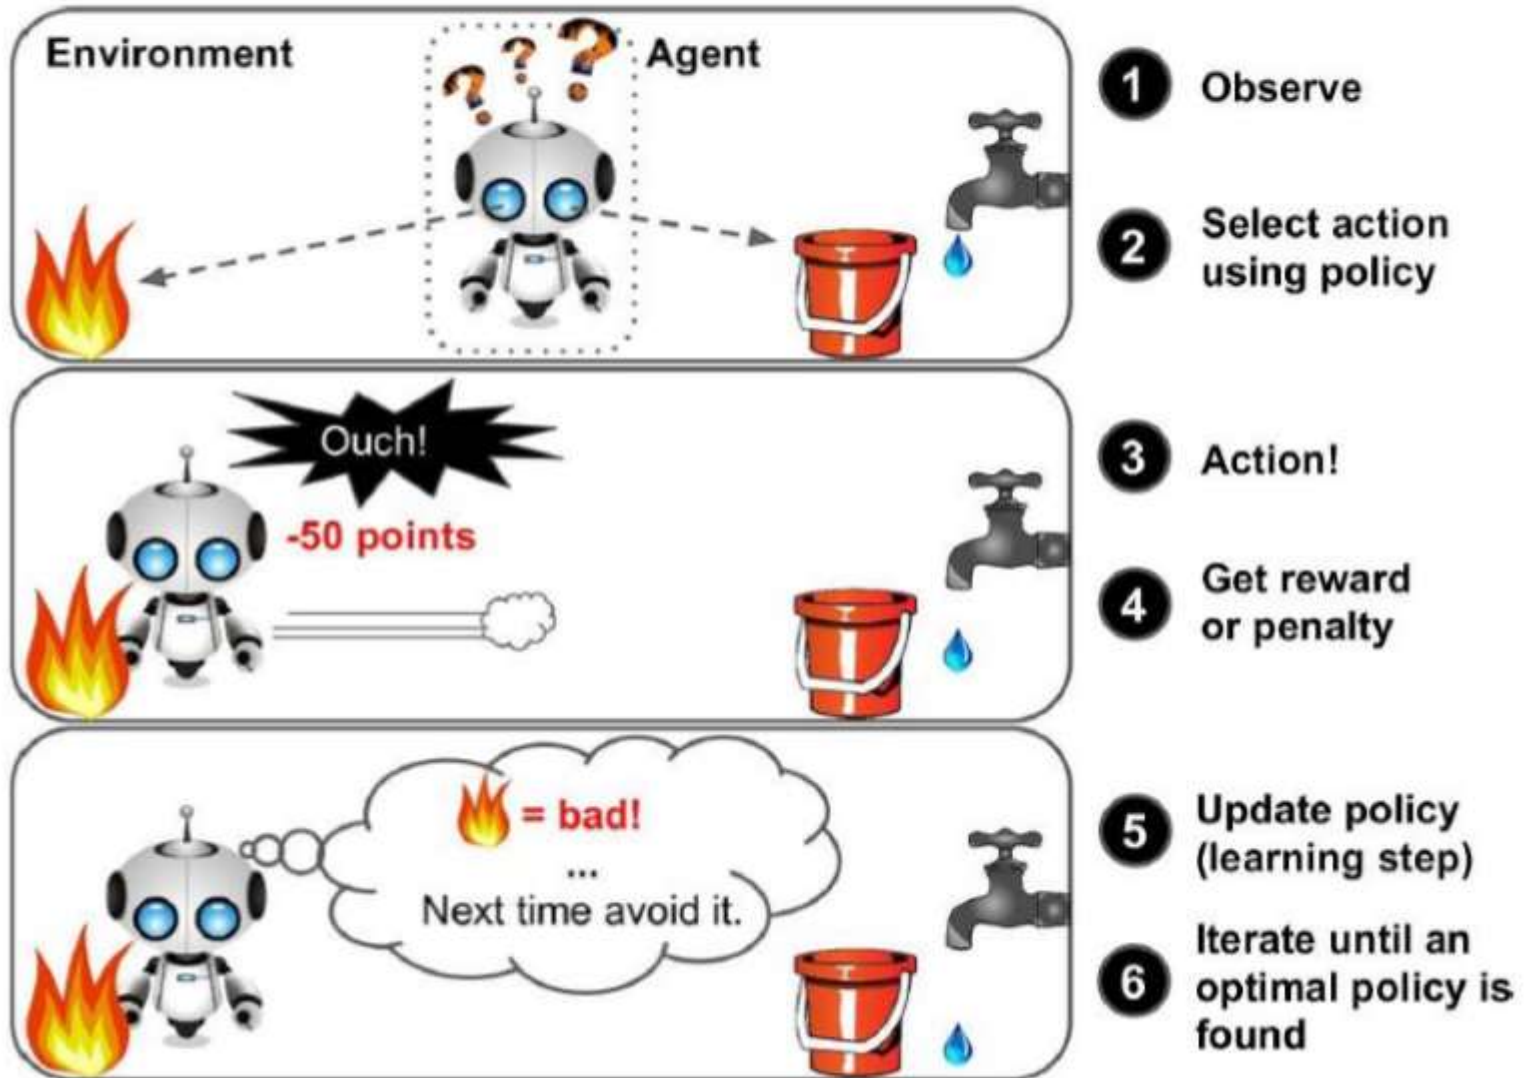 Environment
Agent
1 Observe
2 Select action
using policy
Ouch!
-50 points
3 Action!
4 Get reward
or penalty
= bad!
...
Next time avoid it.
5 Update policy
(learning step)
6 Iterate until an
optimal policy is
found